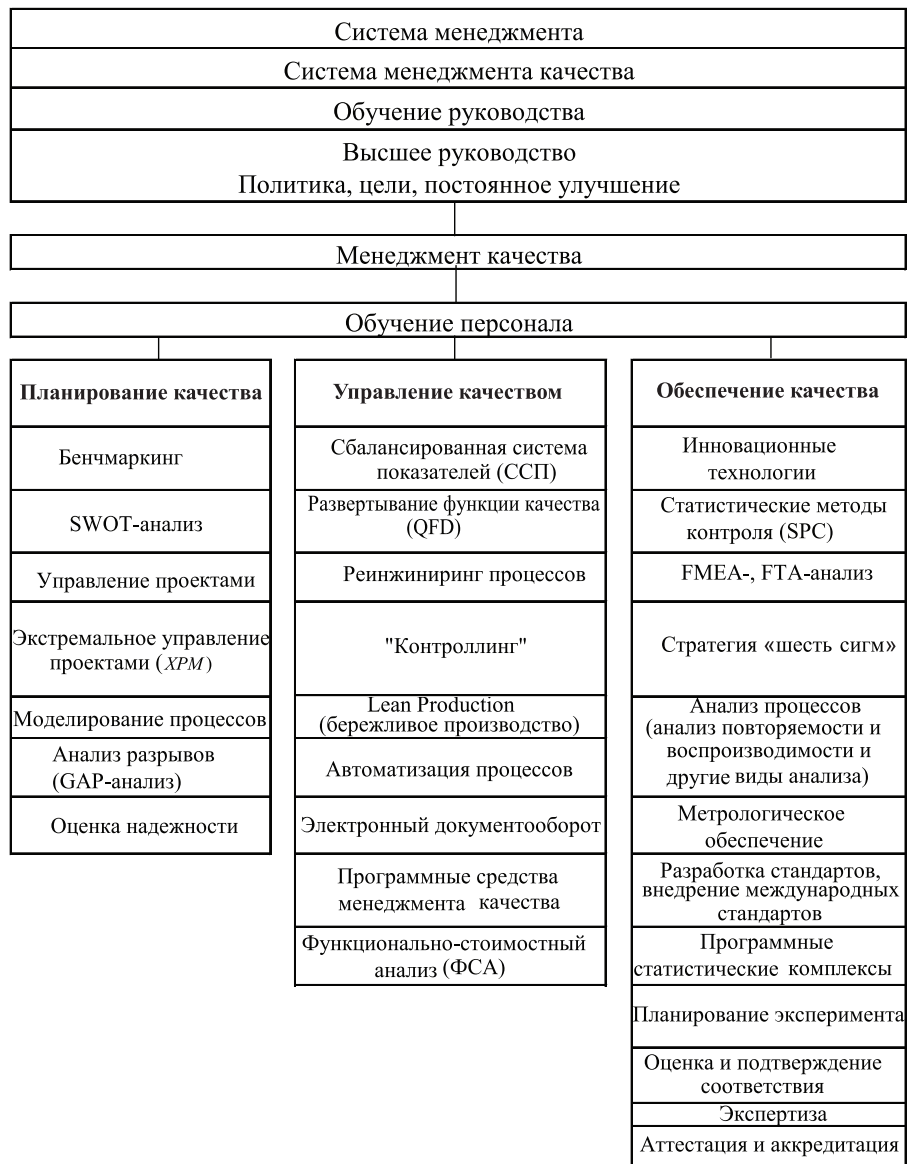 Система менеджмента
Система менеджмента качества
Обучение руководства
Высшее руководство
Политика, цели, постоянное улучшение
Менеджмент качества
Обучение персонала
Планирование качества
Бенчмаркинг
SWOT-анализ
Управление проектами
Экстремальное управление
проектами (XPM)
Моделирование процессов
Анализ разрывов
(GAP-анализ)
Оценка надежности
Управление качеством
Сбалансированная система
показателей (ССП)
Развертывание функции качества
(QFD)
Реинжиниринг процессов
"Контроллинг"
Lean Production
(бережливое производство)
Автоматизация процессов
Электронный документооборот
Программные средства
менеджмента качества
Функционально-стоимостный
анализ (ФСА)
Обеспечение качества
Инновационные
технологии
Статистические методы
контроля (SPC)
FMEA-, FTA-анализ
Стратегия «шесть сигм»
Анализ процессов
(анализ повторяемости и
воспроизводимости и
другие виды анализа)
Метрологическое
обеспечение
Разработка стандартов,
внедрение международных
стандартов
Программные
статистические комплексы
Планирование эксперимента
Оценка и подтверждение
соответствия
Экспертиза
Аттестация и аккредитация